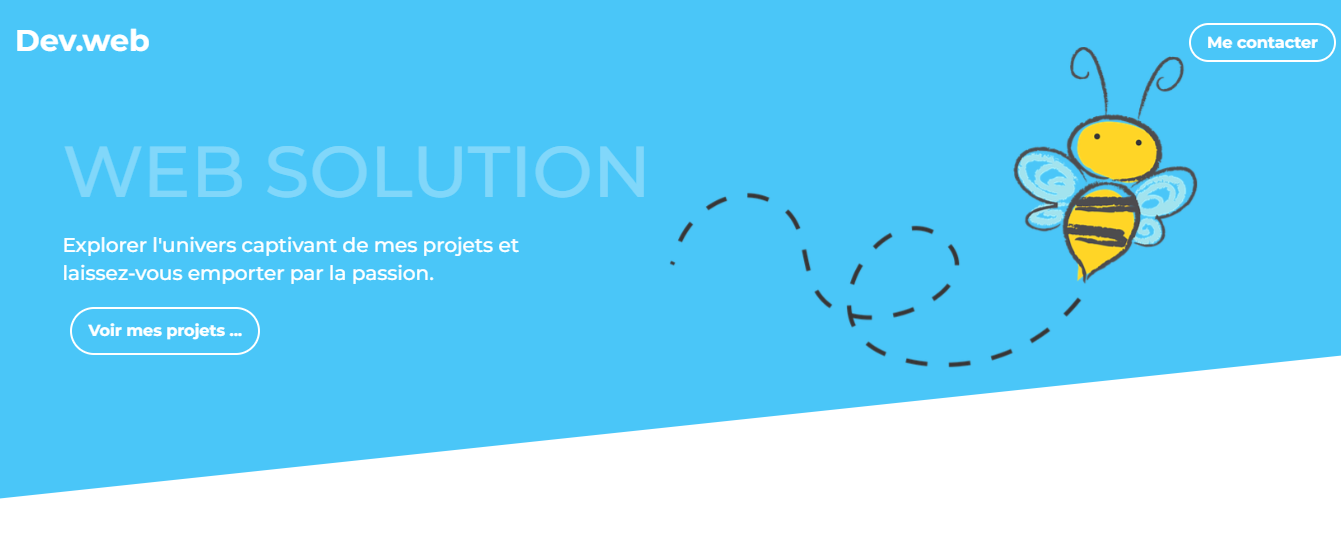 Dev.web
Me contacter
WEB SOLUTION
Explorer l'univers captivant de mes projets et
laissez-vous emporter par la passion.
Voir mes projets ...